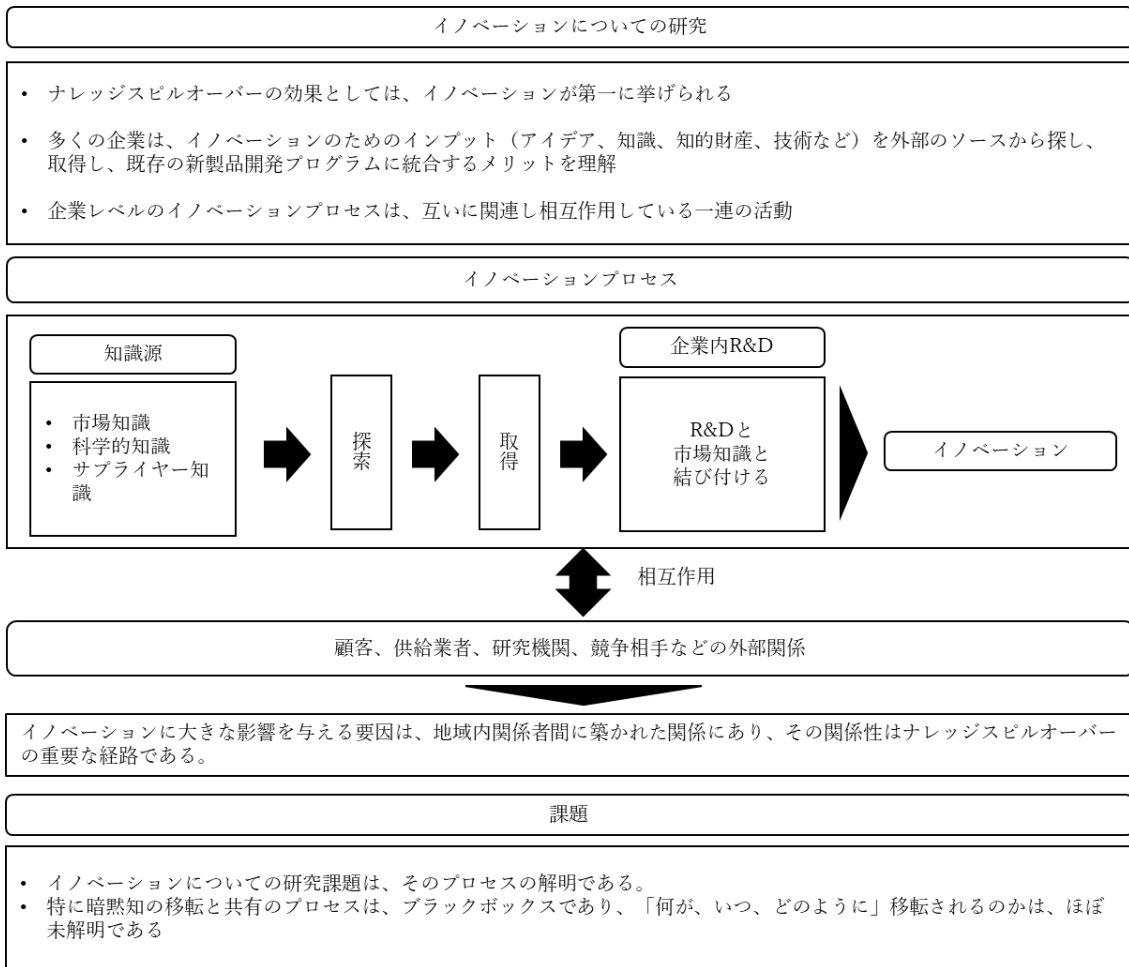 イノベーションについての研究
• ナレッジスピルオーバーの効果としては、イノベーションが第一に挙げられる
• 多くの企業は、イノベーションのためのインプット（アイデア、知識、知的財産、技術など）を外部のソースから探し、
取得し、既存の新製品開発プログラムに統合するメリットを理解
• 企業レベルのイノベーションプロセスは、互いに関連し相互作用している一連の活動
イノベーションプロセス
知識源
• 市場知識
• 科学的知識
• サプライヤー知
識
探
索
取
得
企業内R&D
R&Dと
市場知識と
結び付ける
イノベーション
相互作用
顧客、供給業者、研究機関、競争相手などの外部関係
イノベーションに大きな影響を与える要因は、地域内関係者間に築かれた関係にあり、その関係性はナレッジスピルオーバー
の重要な経路である。
課題
• イノベーションについての研究課題は、そのプロセスの解明である。
• 特に暗黙知の移転と共有のプロセスは、ブラックボックスであり、「何が、いつ、どのように」移転されるのかは、ほぼ
未解明である